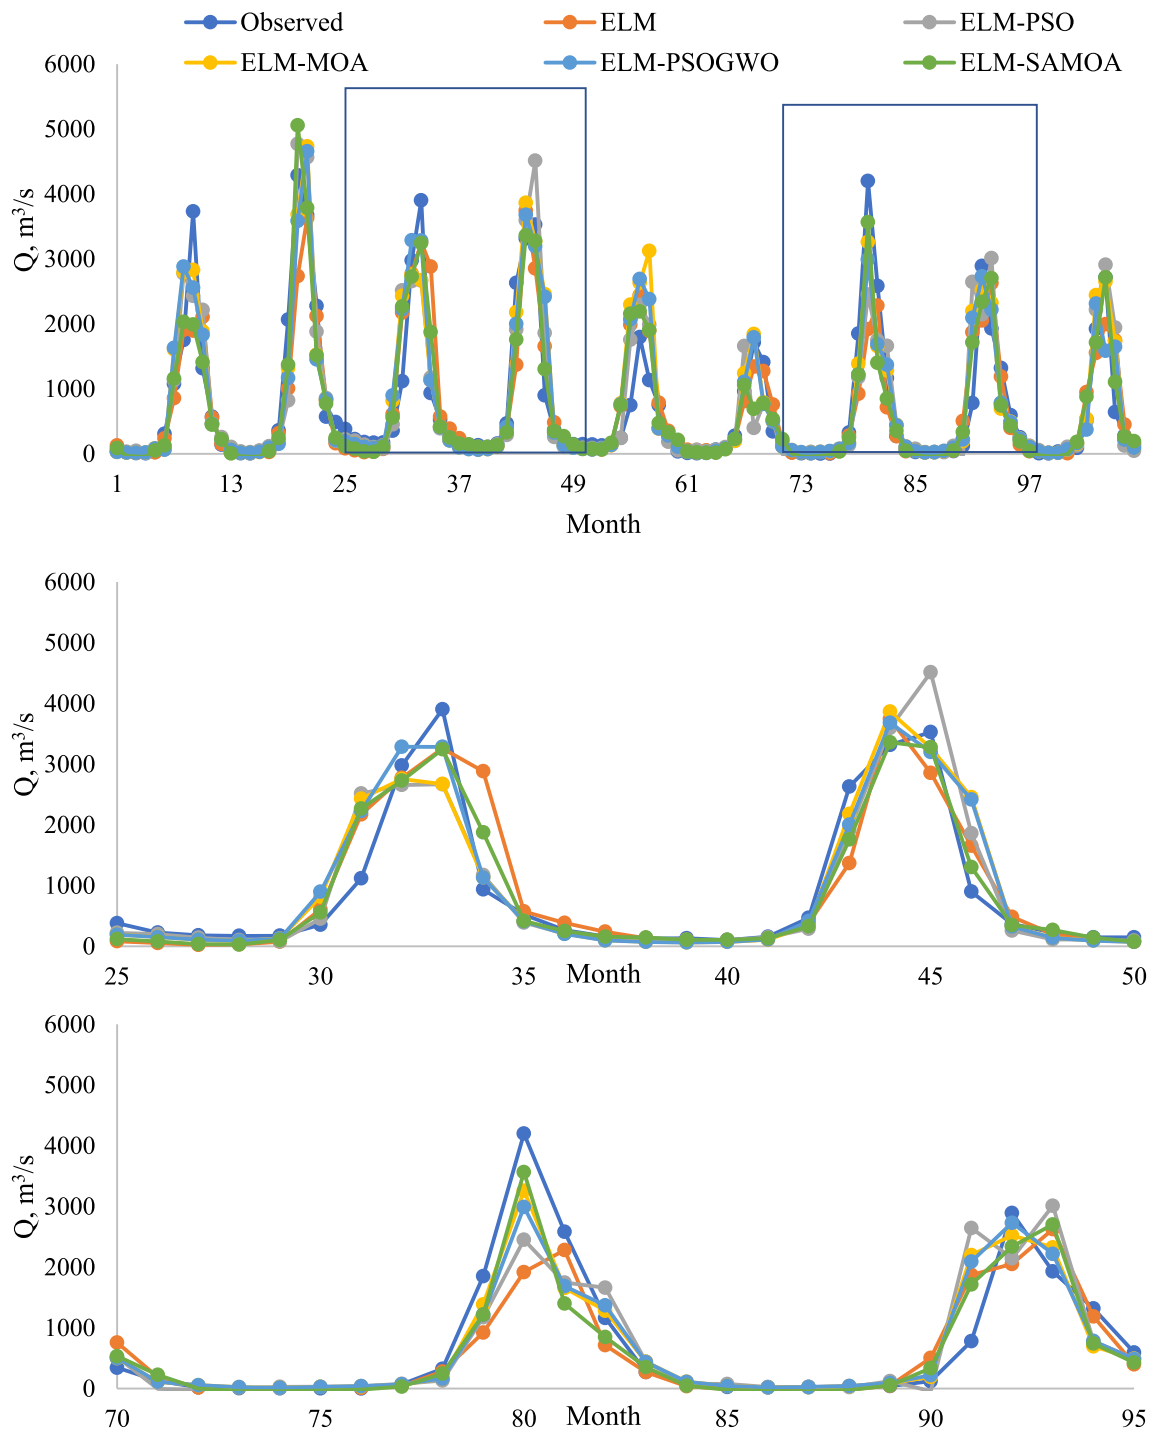 Observed ELM ELM-PSO
ELM-MOA ELM-PSOGWO ELM-SAMOA
6000
5000
4000
3000
2000
1000
0
Q, m³/s
1 13 25 37 49 61 73 85 97
Month
6000
5000
4000
3000
2000
1000
0
Q, m³/s
25 30 35 40 45 50
Month
6000
5000
4000
3000
2000
1000
0
Q, m³/s
70 75 80 85 90 95
Month